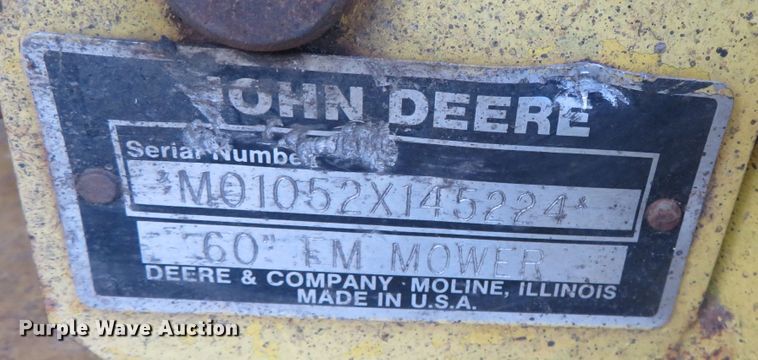 JOHN DEERE
Serial Number
*M01052X145224*
60" FM MOWER
DEERE & COMPANY MOLINE, ILLINOIS
MADE IN U.S.A.
Purple Wave Auction